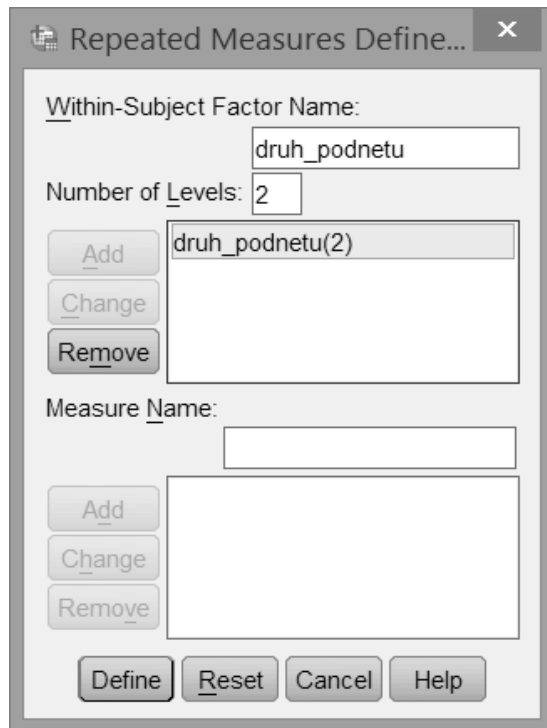 Repeated Measures Define...
Within-Subject Factor Name:
druh_podnetu
Number of Levels: 2
Add
druh_podnetu(2)
Change
Remove
Measure Name:
Add
Change
Remove
Define Reset Cancel Help